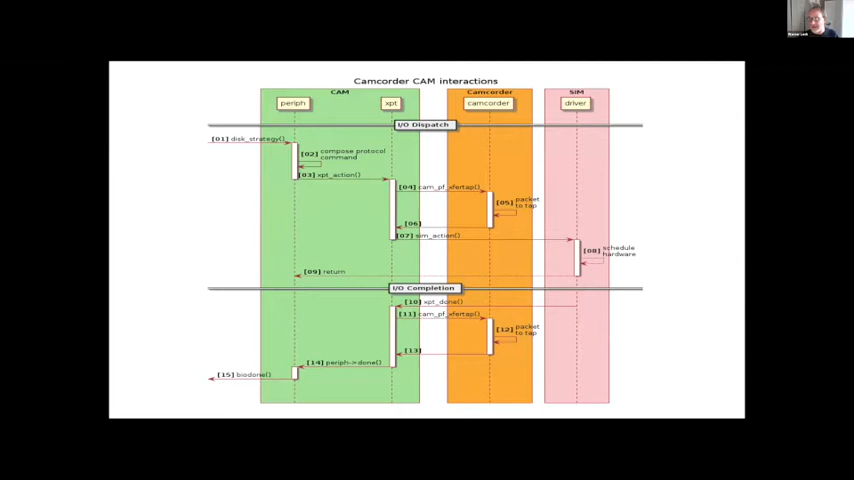 Camcorder CAM interactions
CAM
Camcorder
SIM
periph
xpt
camcorder
driver
I/O Dispatch
[01] disk_strategy()
[02] compose protocol
command
[03] xpt_action()
[04] cam_pf_xfertap()
[05] packet
to tap
[06]
[07] sim_action()
[08] schedule
hardware
[09] return
I/O Completion
[10] xpt_done()
[11] cam_pf_xfertap()
[12] packet
to tap
[13]
[14] periph->done()
[15] biodone()
Warner Losh